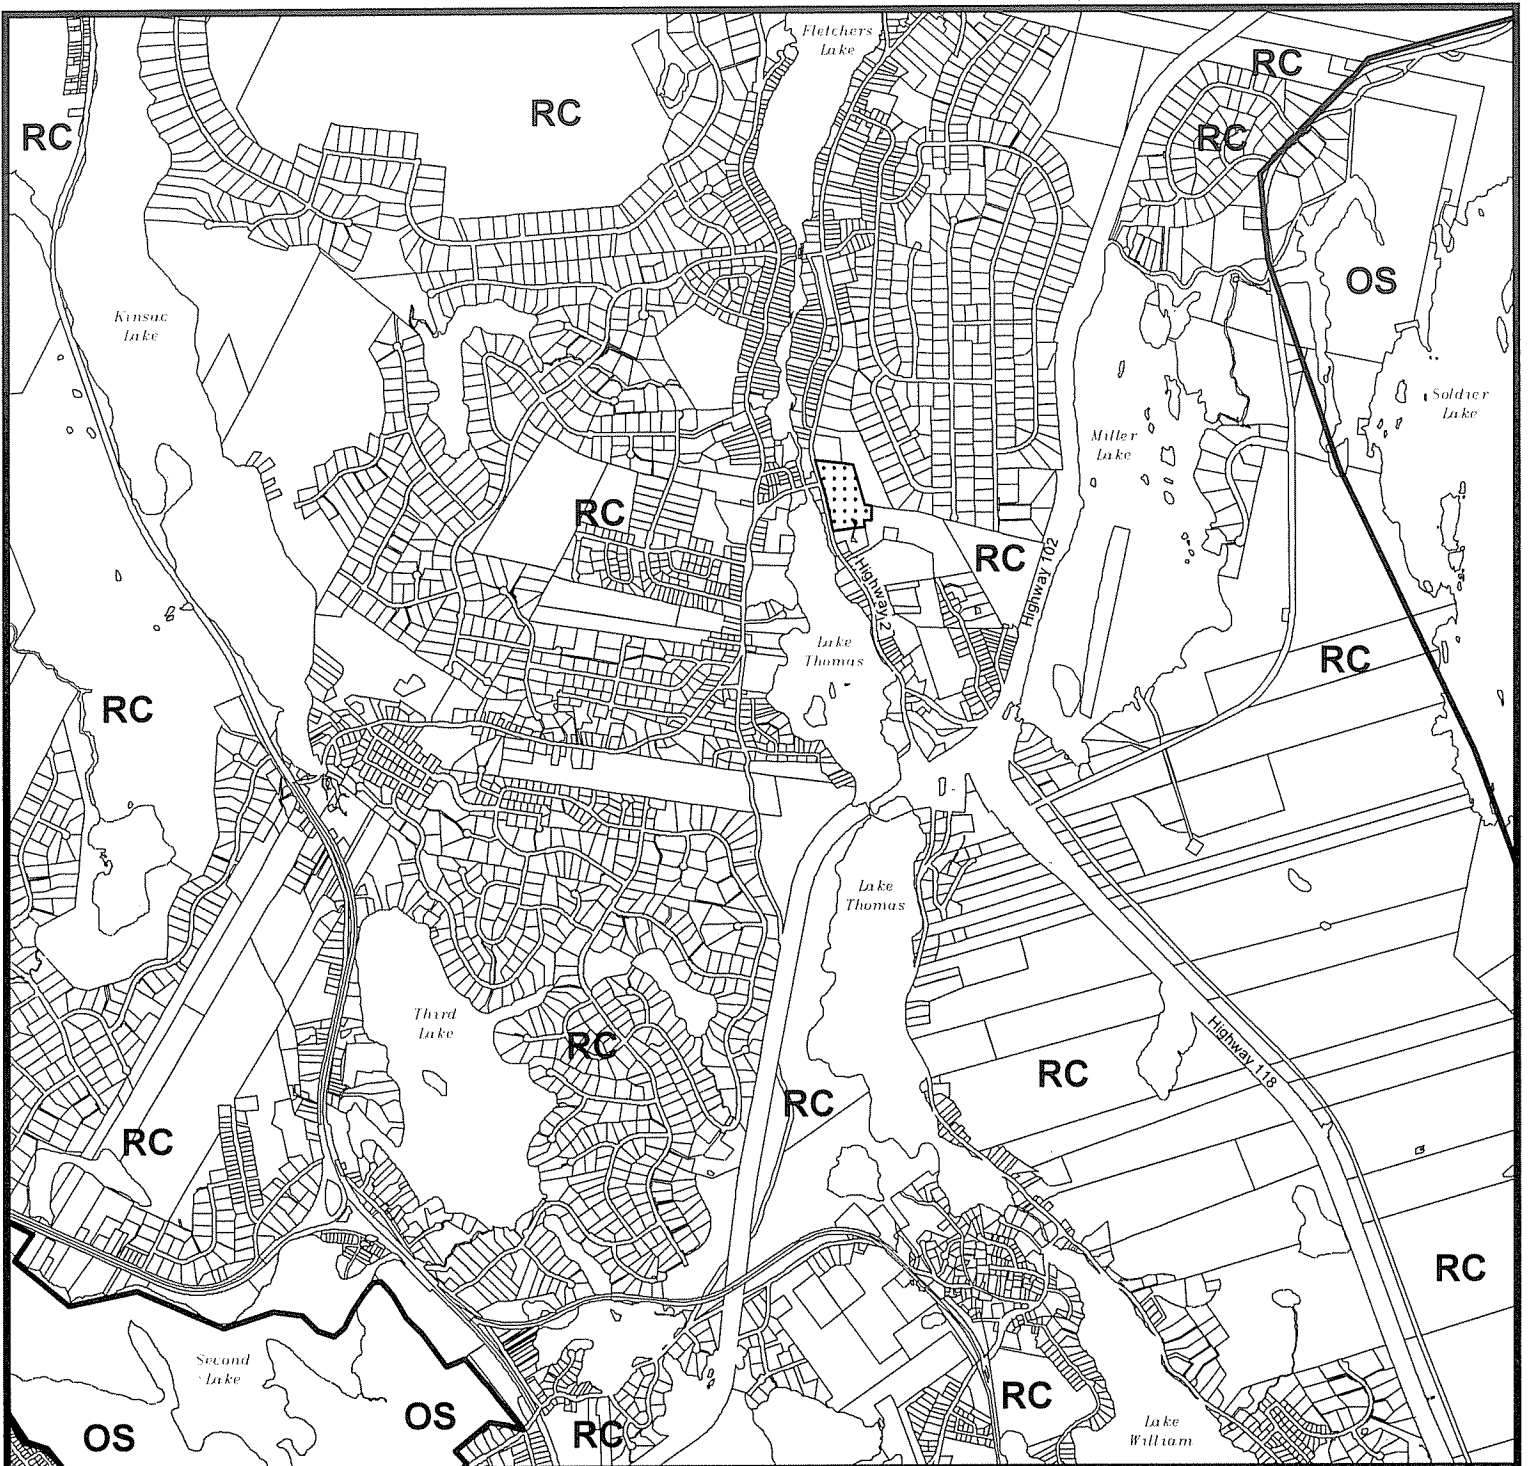 Fletchers
Lake
RC
RC
RC
RC
OS
Kinsac
Lake
Soldier
Lake
Miller
Lake
RC
RC
Highway 102
Highway 2
Lake
Thomas
RC
RC
Lake
Thomas
Third
Lake
RC
Highway 118
RC
RC
RC
RC
Second
Lake
RC
OS
OS
RC
Lake
William